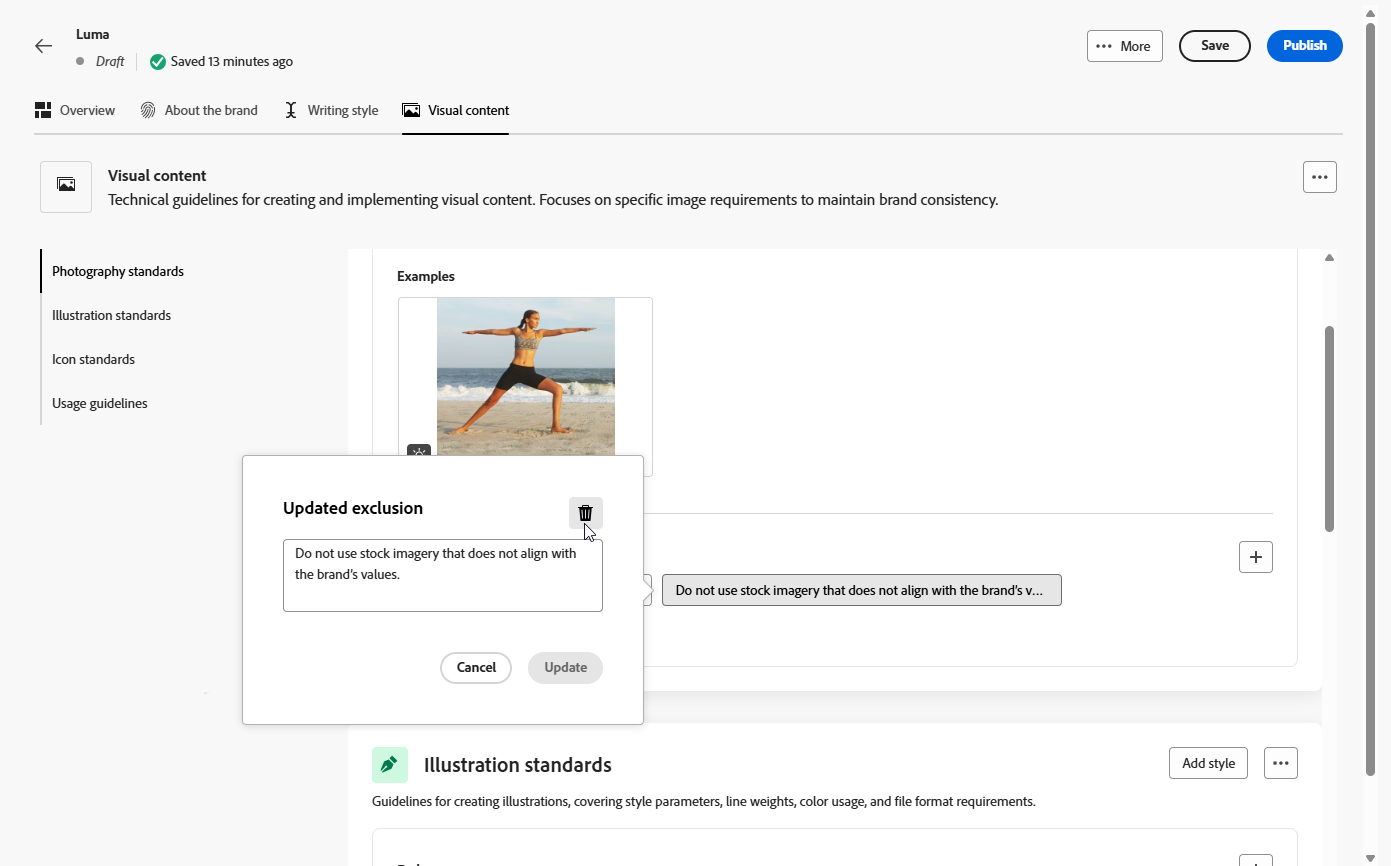 Luma
Draft
Saved 13 minutes ago
More
Save
Publish
Overview
About the brand
Writing style
Visual content
Visual content
Technical guidelines for creating and implementing visual content. Focuses on specific image requirements to maintain brand consistency.
Photography standards
Illustration standards
Icon standards
Usage guidelines
Examples
Updated exclusion
Do not use stock imagery that does not align with
the brand's values.
Cancel
Update
Do not use stock imagery that does not align with the brand's v...
Illustration standards
Add style
Guidelines for creating illustrations, covering style parameters, line weights, color usage, and file format requirements.